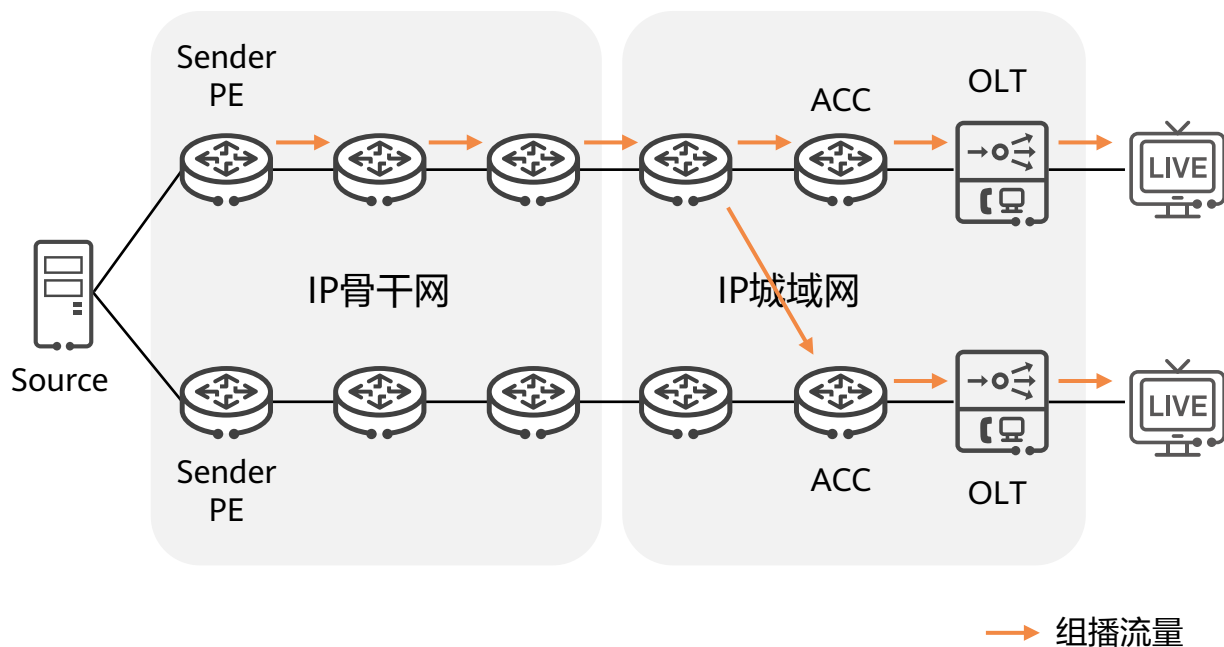 Sender
PE
ACC
OLT
LIVE
IP骨干网
IP城域网
Source
LIVE
Sender
PE
ACC
OLT
组播流量